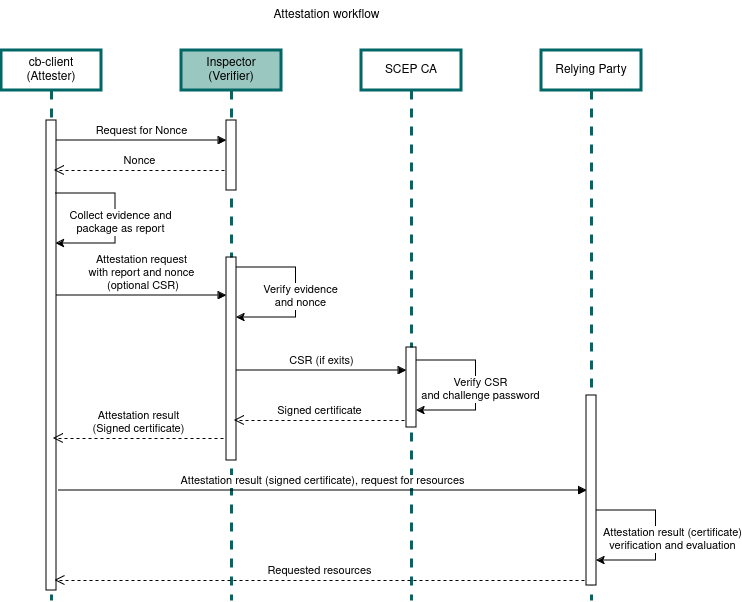 Attestation workflow
cb-client
(Attester)
Inspector
(Verifier)
SCEP CA
Relying Party
Request for Nonce
Nonce
Collect evidence and
package as report
Attestation request
with report and nonce
(optional CSR)
Verify evidence
and nonce
CSR (if exits)
Verify CSR
and challenge password
Signed certificate
Attestation result
(Signed certificate)
Attestation result (signed certificate), request for resources
Attestation result (certificate)
verification and evaluation
Requested resources